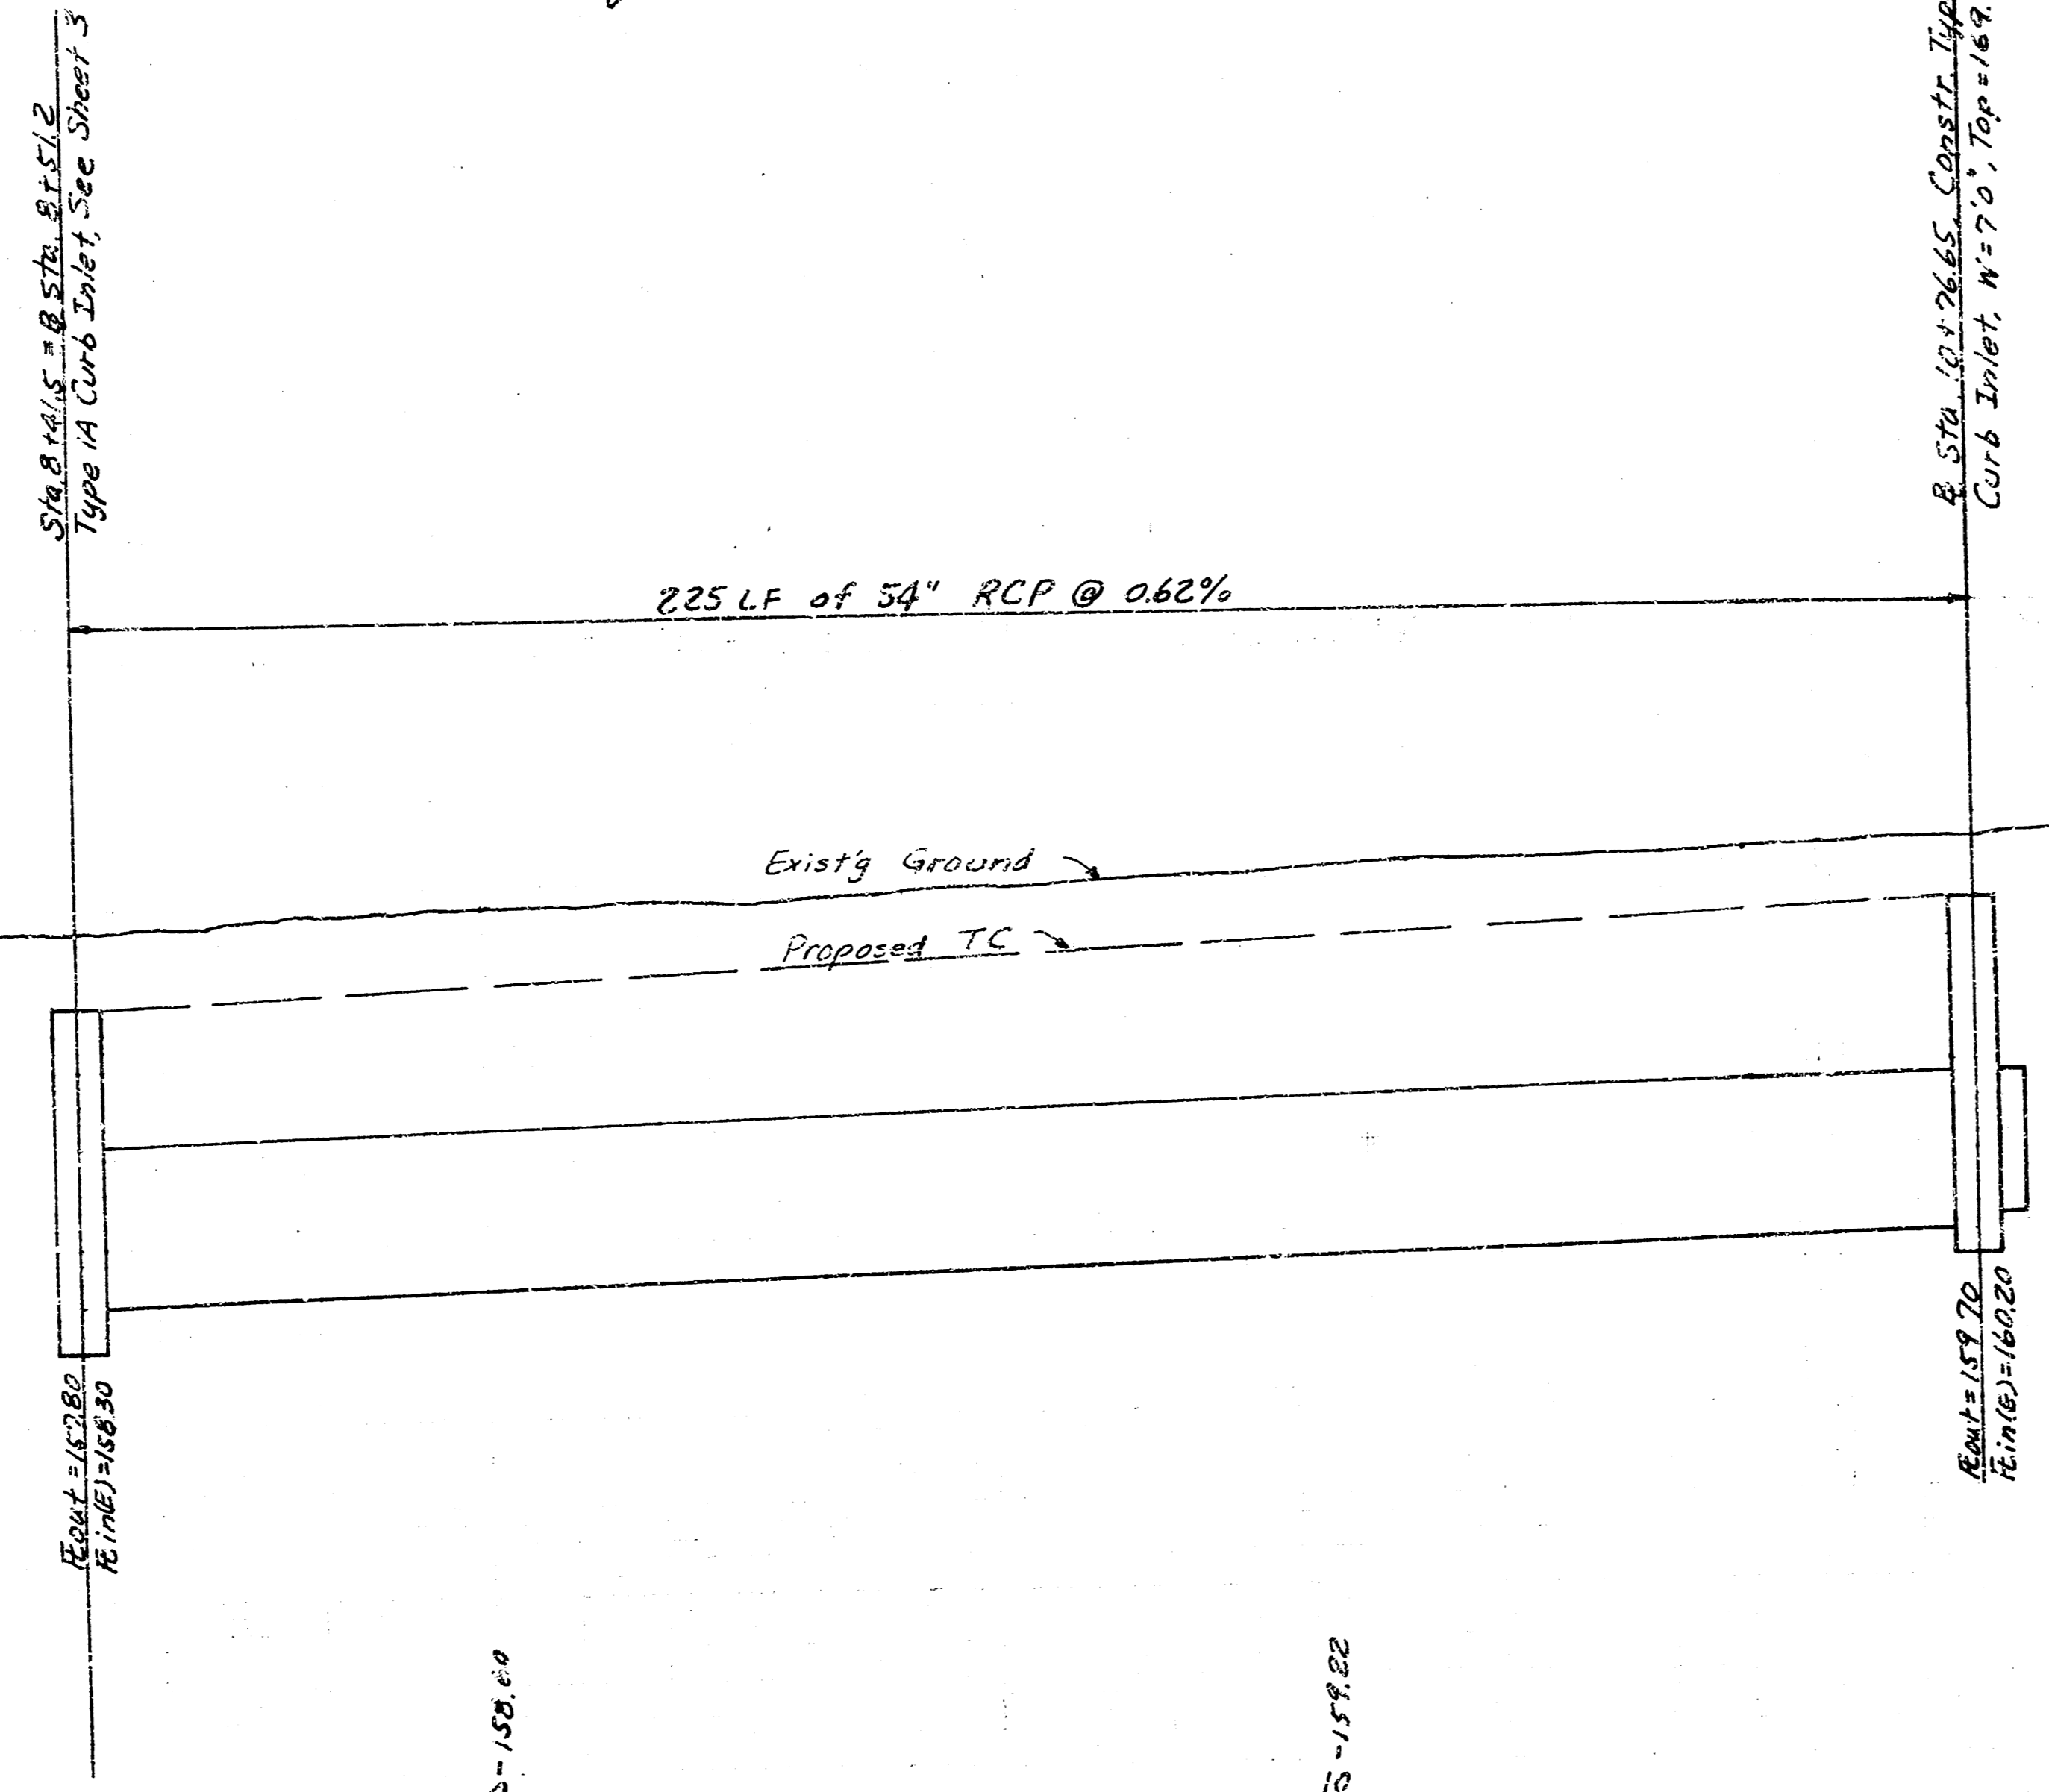 Sta. 8+41.5 = ℄ Sta. 8+51.2
Type 1A Curb Inlet, See Sheet 3
℄ Sta. 10+76.65, Constr. Typ
Curb Inlet, W=7'0", Top=169.
225 LF of 54" RCP @ 0.62%
Exist'g Ground
Proposed TC
℄out=157.80
℄in(E)=158.30
℄out=159.70
℄in(E)=160.20
-158.60
-159.22